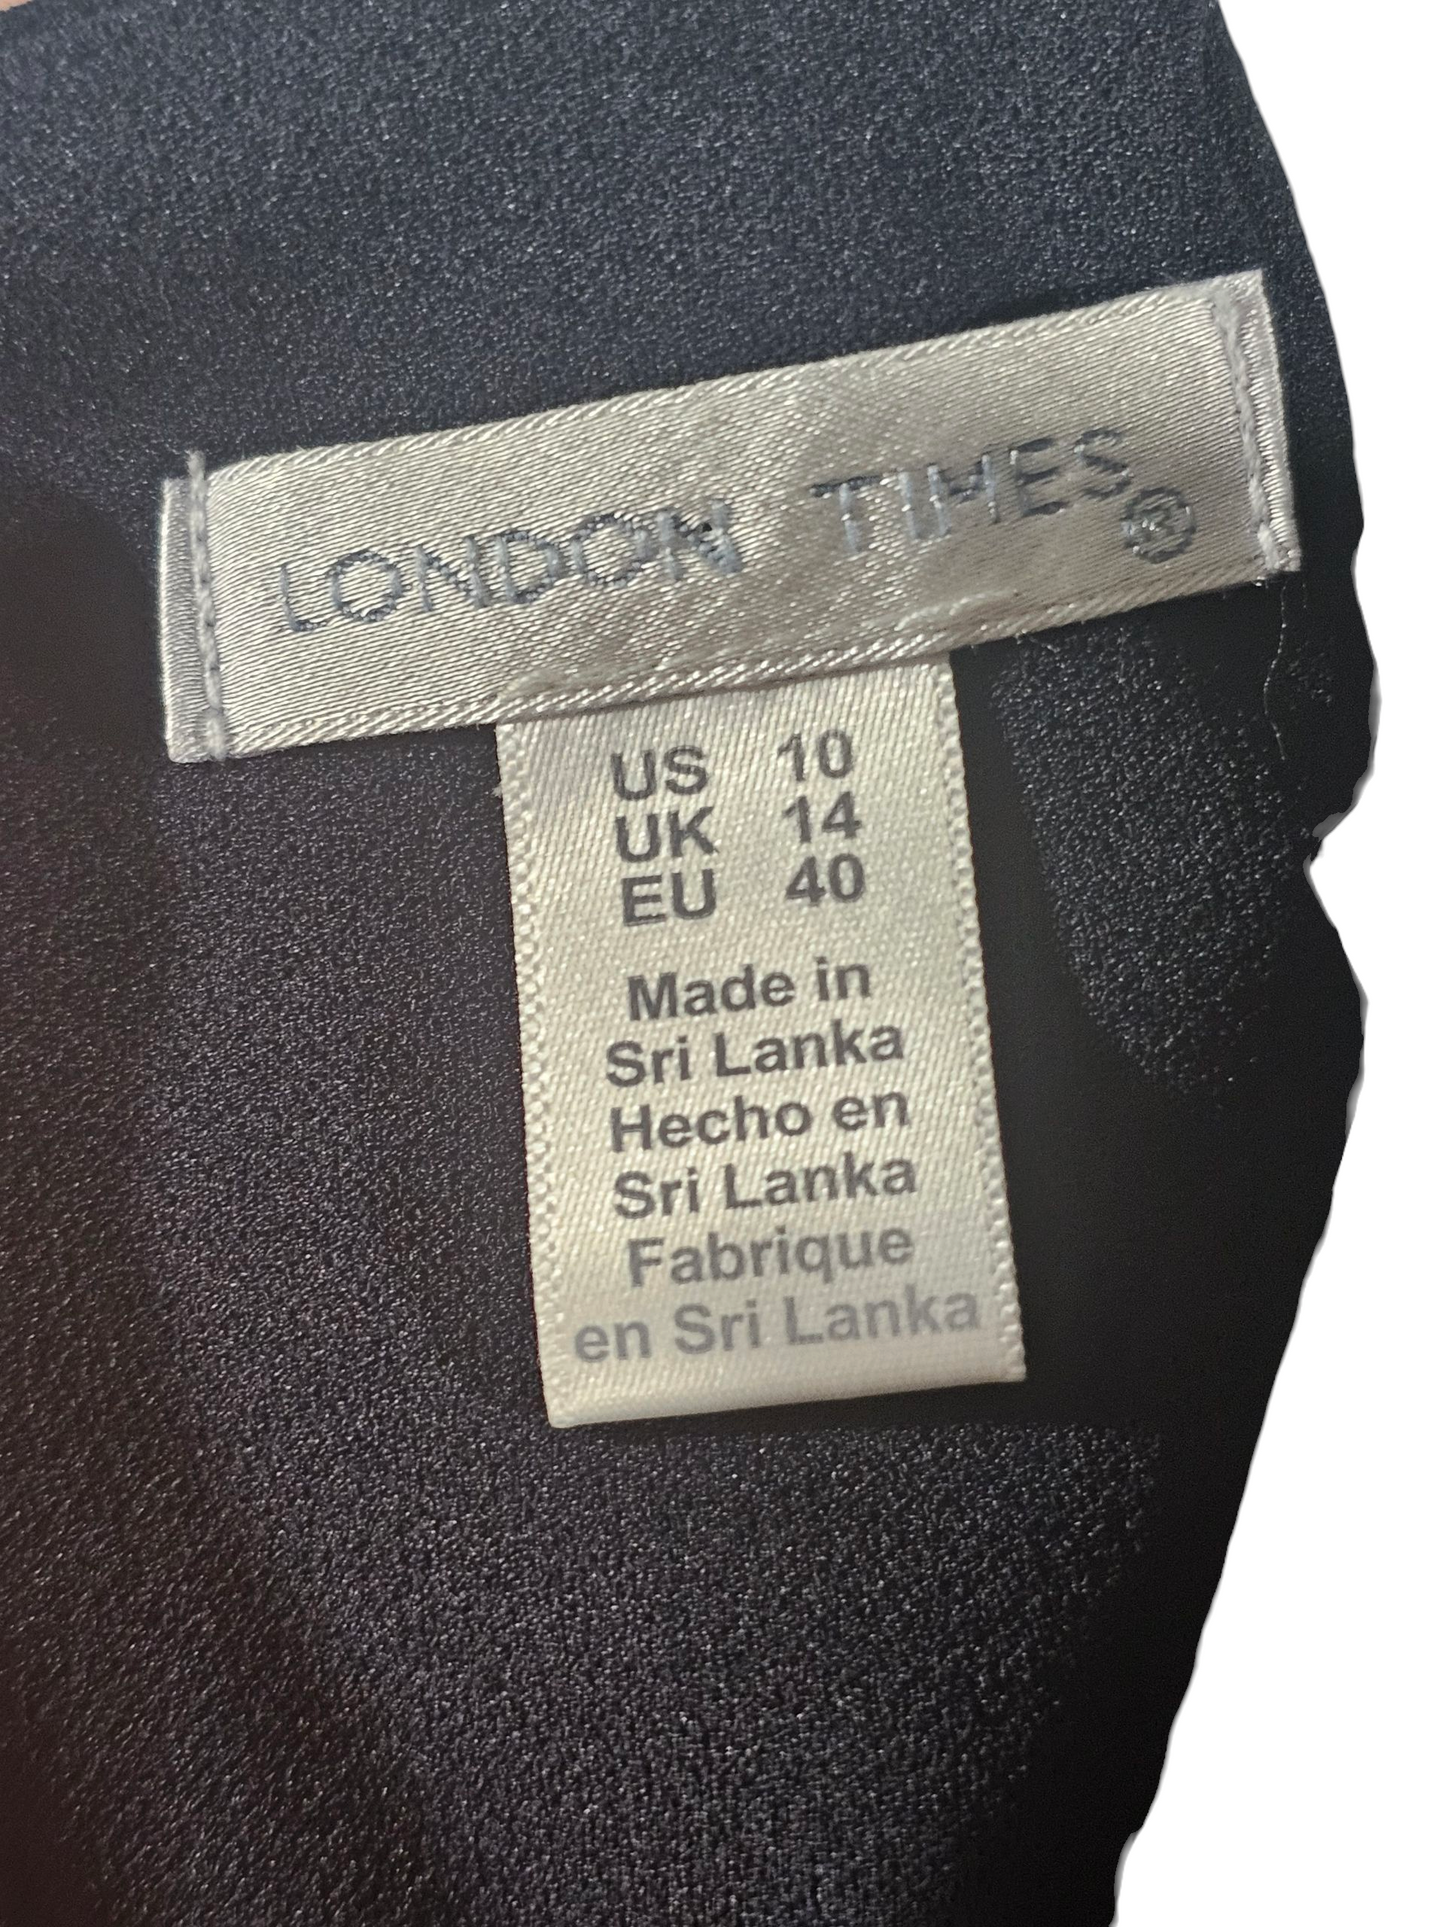 LONDON TIMES®
US 10
UK 14
EU 40
Made in
Sri Lanka
Hecho en
Sri Lanka
Fabrique
en Sri Lanka